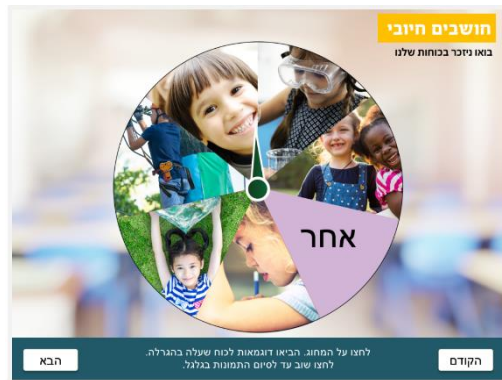 חושבים חיובי
בואו ניזכר בכוחות שלנו
אחר
לחצו על המחוג. הביאו דוגמאות לכוח שעלה בהגרלה.
לחצו שוב עד לסיום התמונות בגלגל.
הקודם
הבא